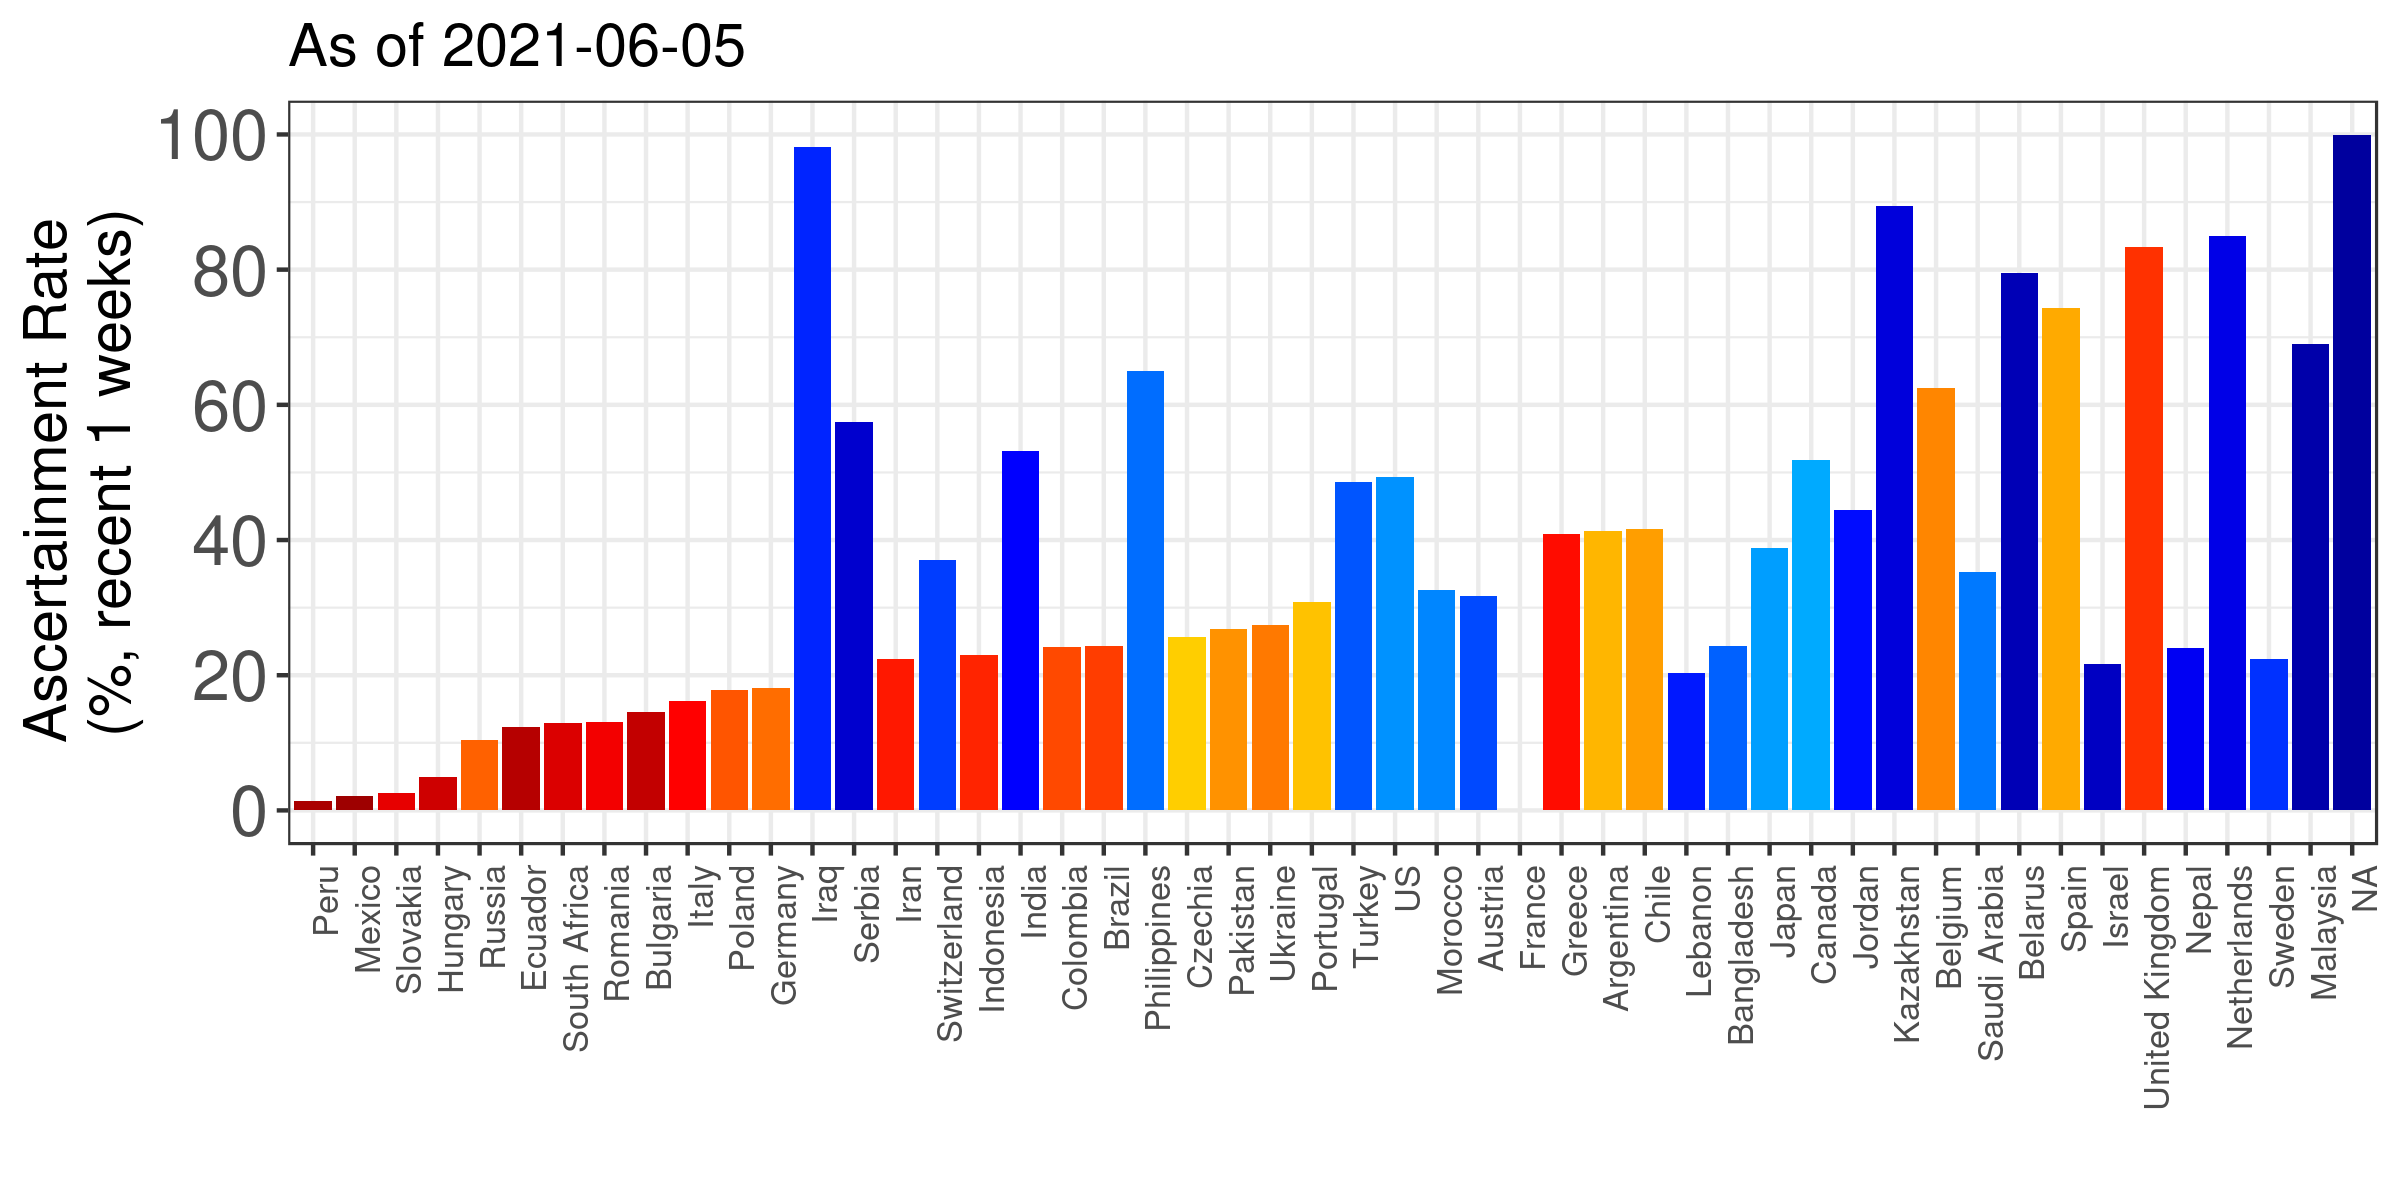 As of 2021-06-05
Ascertainment Rate
(%, recent 1 weeks)
100
80
60
40
20
0
Peru
Mexico
Slovakia
Hungary
Russia
Ecuador
South Africa
Romania
Bulgaria
Italy
Poland
Germany
Iraq
Serbia
Iran
Switzerland
Indonesia
India
Colombia
Brazil
Philippines
Czechia
Pakistan
Ukraine
Portugal
Turkey
US
Morocco
Austria
France
Greece
Argentina
Chile
Lebanon
Bangladesh
Japan
Canada
Jordan
Kazakhstan
Belgium
Saudi Arabia
Belarus
Spain
Israel
United Kingdom
Nepal
Netherlands
Sweden
Malaysia
NA